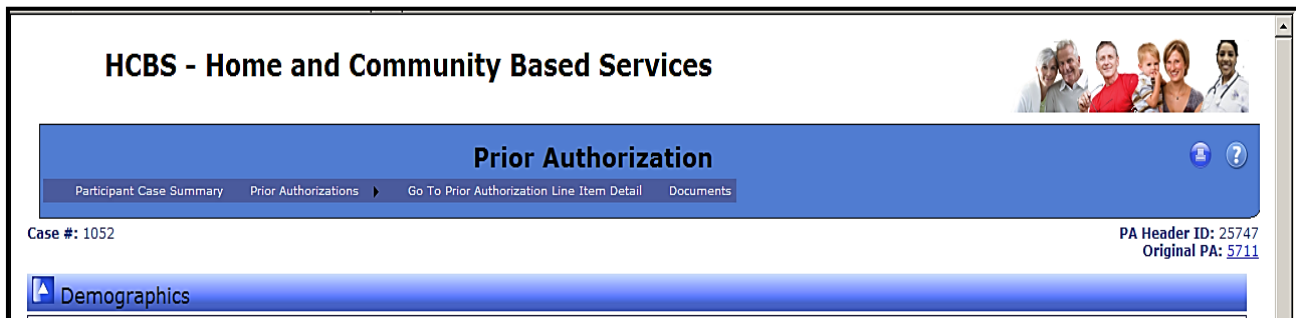 HCBS - Home and Community Based Services
Prior Authorization
?
Participant Case Summary Prior Authorizations Go To Prior Authorization Line Item Detail Documents
Case #: 1052
PA Header ID: 25747
Original PA: 5711
Demographics